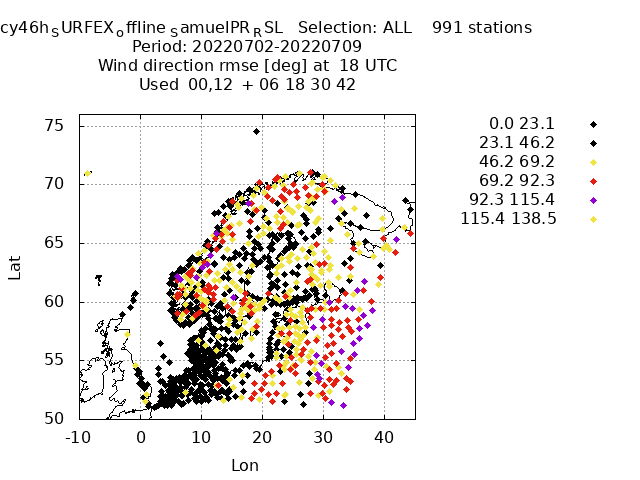 cy46h_SURFEX_offline_SamuelPR_RSL Selection: ALL 991 stations
Period: 20220702-20220709
Wind direction rmse [deg] at 18 UTC
Used 00,12 + 06 18 30 42
0.0 23.1
23.1 46.2
46.2 69.2
69.2 92.3
92.3 115.4
115.4 138.5
75
70
65
60
55
50
Lat
-10 0 10 20 30 40
Lon